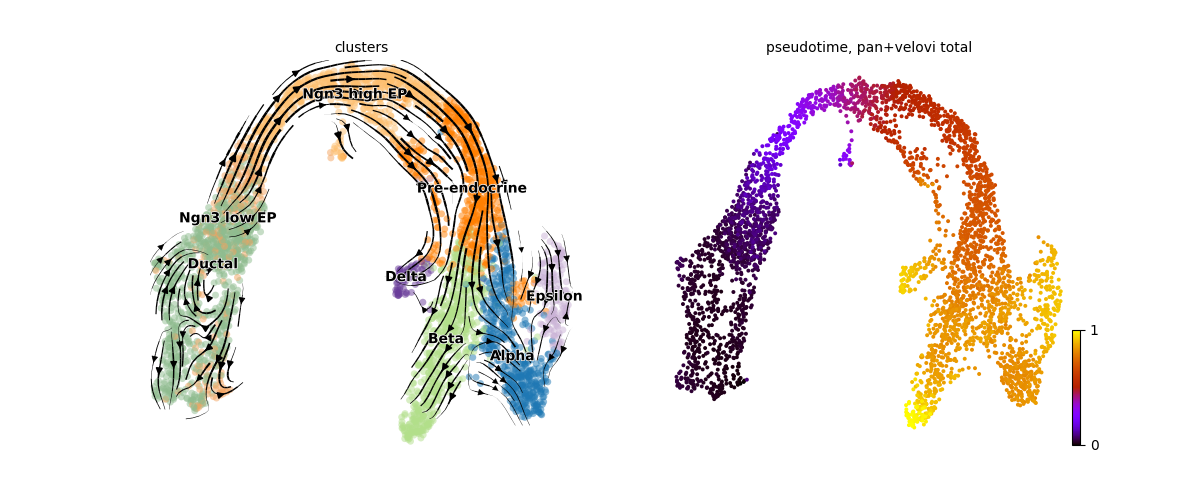 clusters
Ngn3 high EP
Pre-endocrine
Ngn3 low EP
Ductal
Delta
Epsilon
Beta
Alpha
pseudotime, pan+velovi total
1
0